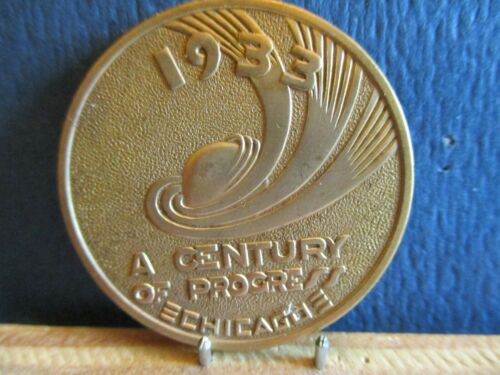 1933
A CENTURY
OF PROGRESS
CHICAGO